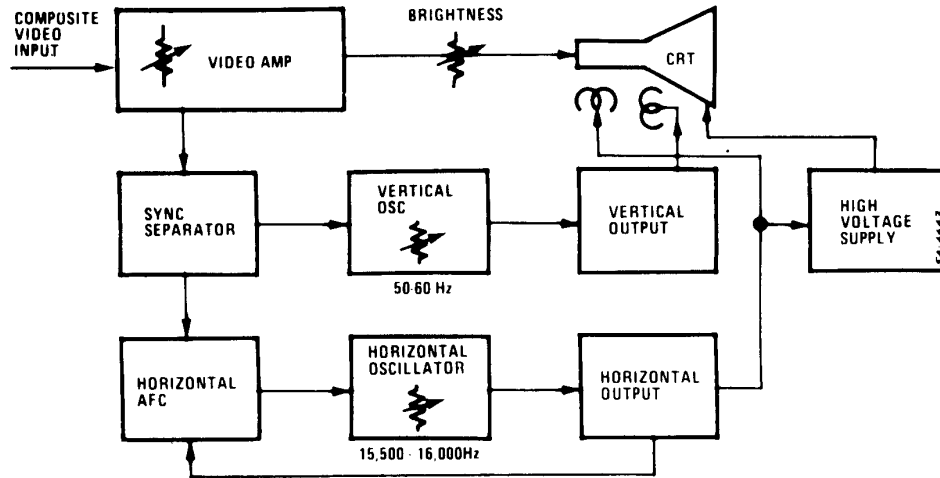 COMPOSITE
VIDEO
INPUT
VIDEO AMP
BRIGHTNESS
CRT
SYNC
SEPARATOR
VERTICAL
OSC
50-60 Hz
VERTICAL
OUTPUT
HIGH
VOLTAGE
SUPPLY
HORIZONTAL
AFC
HORIZONTAL
OSCILLATOR
15,500 - 16,000Hz
HORIZONTAL
OUTPUT